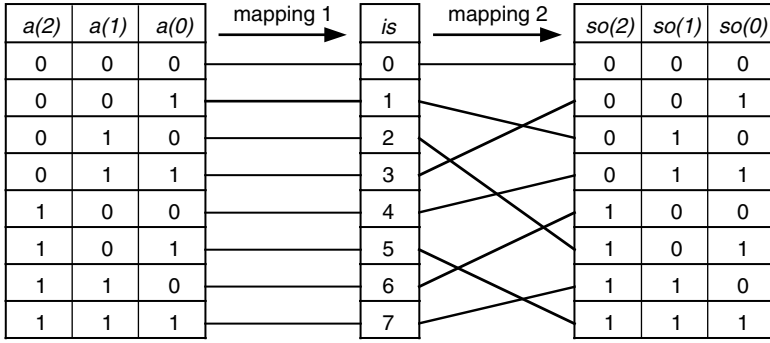 mapping 1 mapping 2
a(2) a(1) a(0) is so(2) so(1) so(0)
0 0 0 0 0 0 0
0 0 1 1 0 0 1
0 1 0 2 0 1 0
0 1 1 3 0 1 1
1 0 0 4 1 0 0
1 0 1 5 1 0 1
1 1 0 6 1 1 0
1 1 1 7 1 1 1